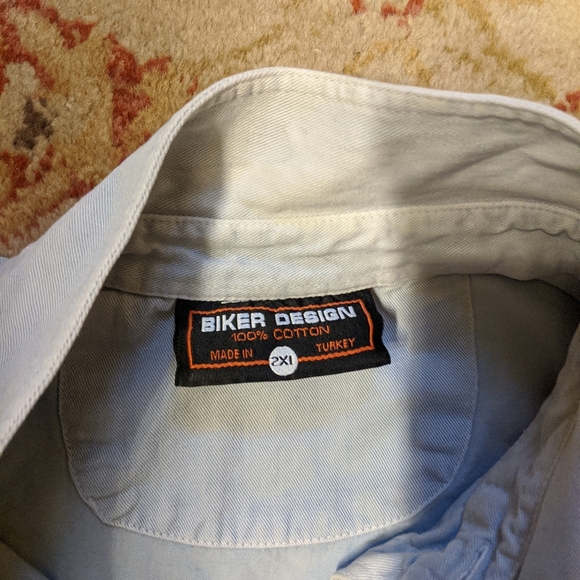 BIKER DESIGN
100% COTTON
MADE IN 2XL TURKEY